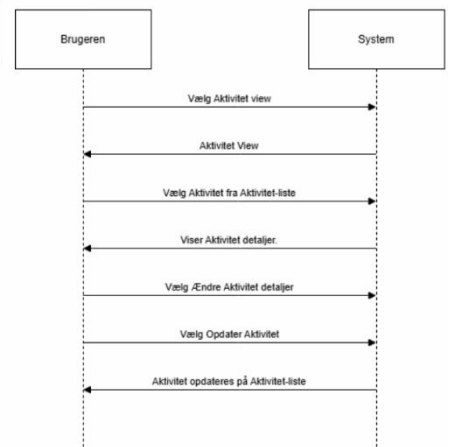 Brugeren
System
Vælg Aktivitet view
Aktivitet View
Vælg Aktivitet fra Aktivitet-liste
Viser Aktivitet detaljer.
Vælg Ændre Aktivitet detaljer
Vælg Opdater Aktivitet
Aktivitet opdateres på Aktivitet-liste